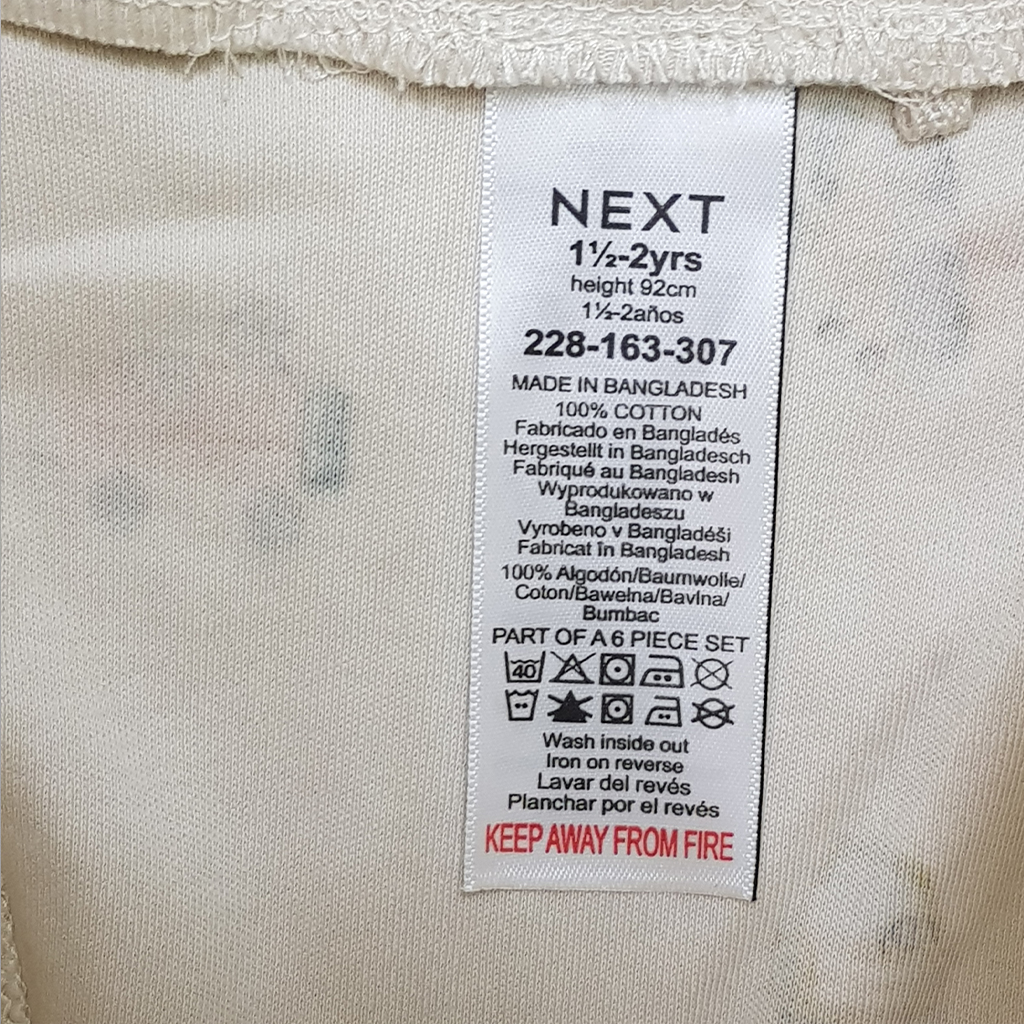 NEXT
1½-2yrs
height 92cm
1½-2años
228-163-307
MADE IN BANGLADESH
100% COTTON
Fabricado en Bangladés
Hergestellt in Bangladesch
Fabriqué au Bangladesh
Wyprodukowano w
Bangladeszu
Vyrobeno v Bangladéši
Fabricat în Bangladesh
100% Algodón/Baumwolle/
Coton/Bawełna/Bavlna/
Bumbac
PART OF A 6 PIECE SET
40
Wash inside out
Iron on reverse
Lavar del revés
Planchar por el revés
KEEP AWAY FROM FIRE